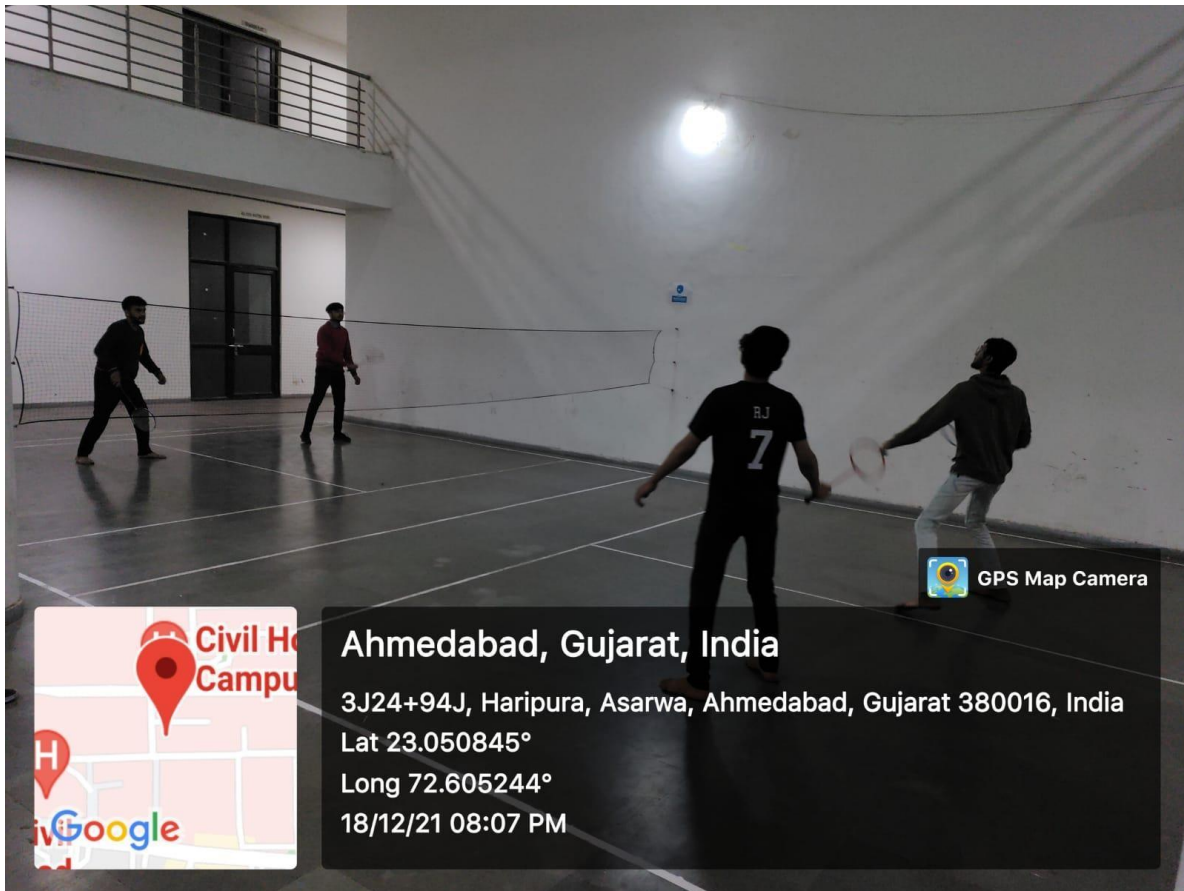 RJ
7
GPS Map Camera
Civil Ho
Campu
Ahmedabad, Gujarat, India
3J24+94J, Haripura, Asarwa, Ahmedabad, Gujarat 380016, India
Lat 23.050845°
Long 72.605244°
18/12/21 08:07 PM
H
Google